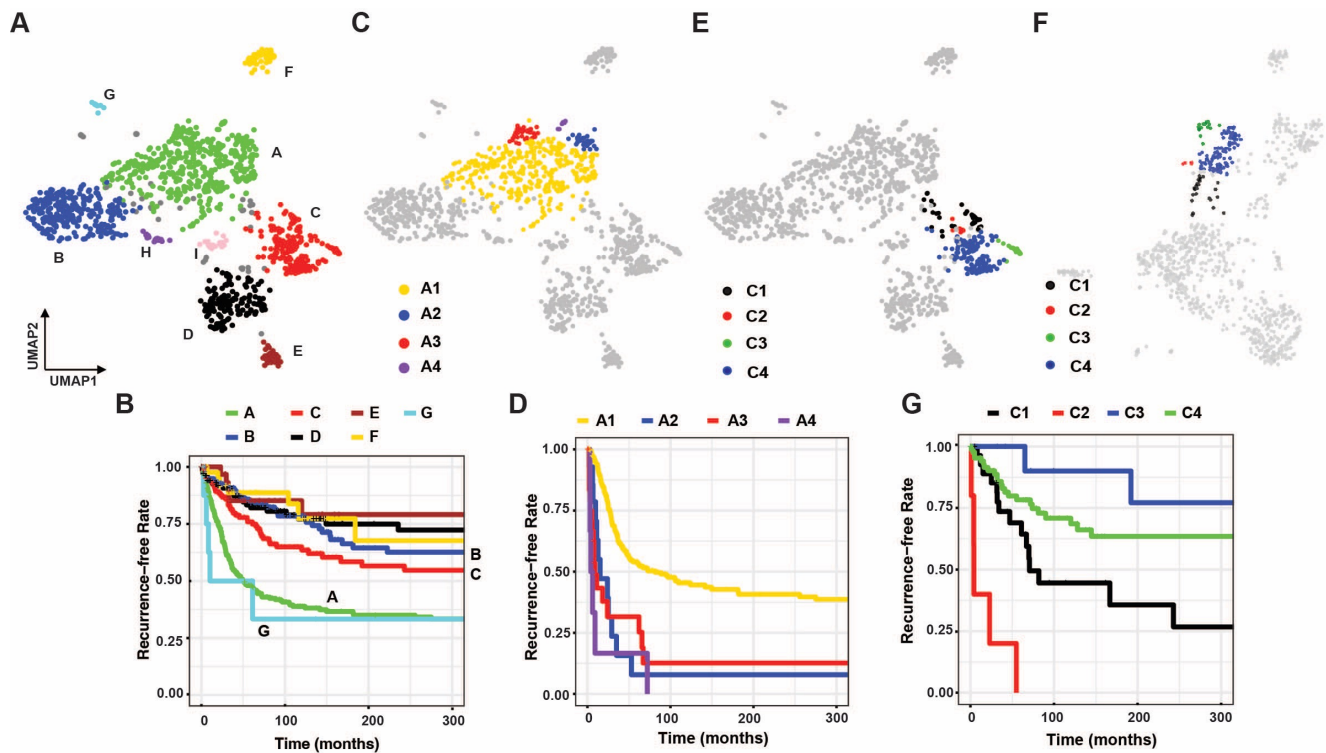 A
C
E
F
F
G
A
C
B
H
I
D
E
UMAP2
UMAP1
A1
A2
A3
A4
C1
C2
C3
C4
C1
C2
C3
C4
B
A C E G
B D F
Recurrence-free Rate
1.00
0.75
0.50
0.25
0.00
B
C
A
G
0 100 200 300
Time (months)
D
A1 A2 A3 A4
Recurrence-free Rate
1.00
0.75
0.50
0.25
0.00
0 100 200 300
Time (months)
G
C1 C2 C3 C4
Recurrence-free Rate
1.00
0.75
0.50
0.25
0.00
0 100 200 300
Time (months)